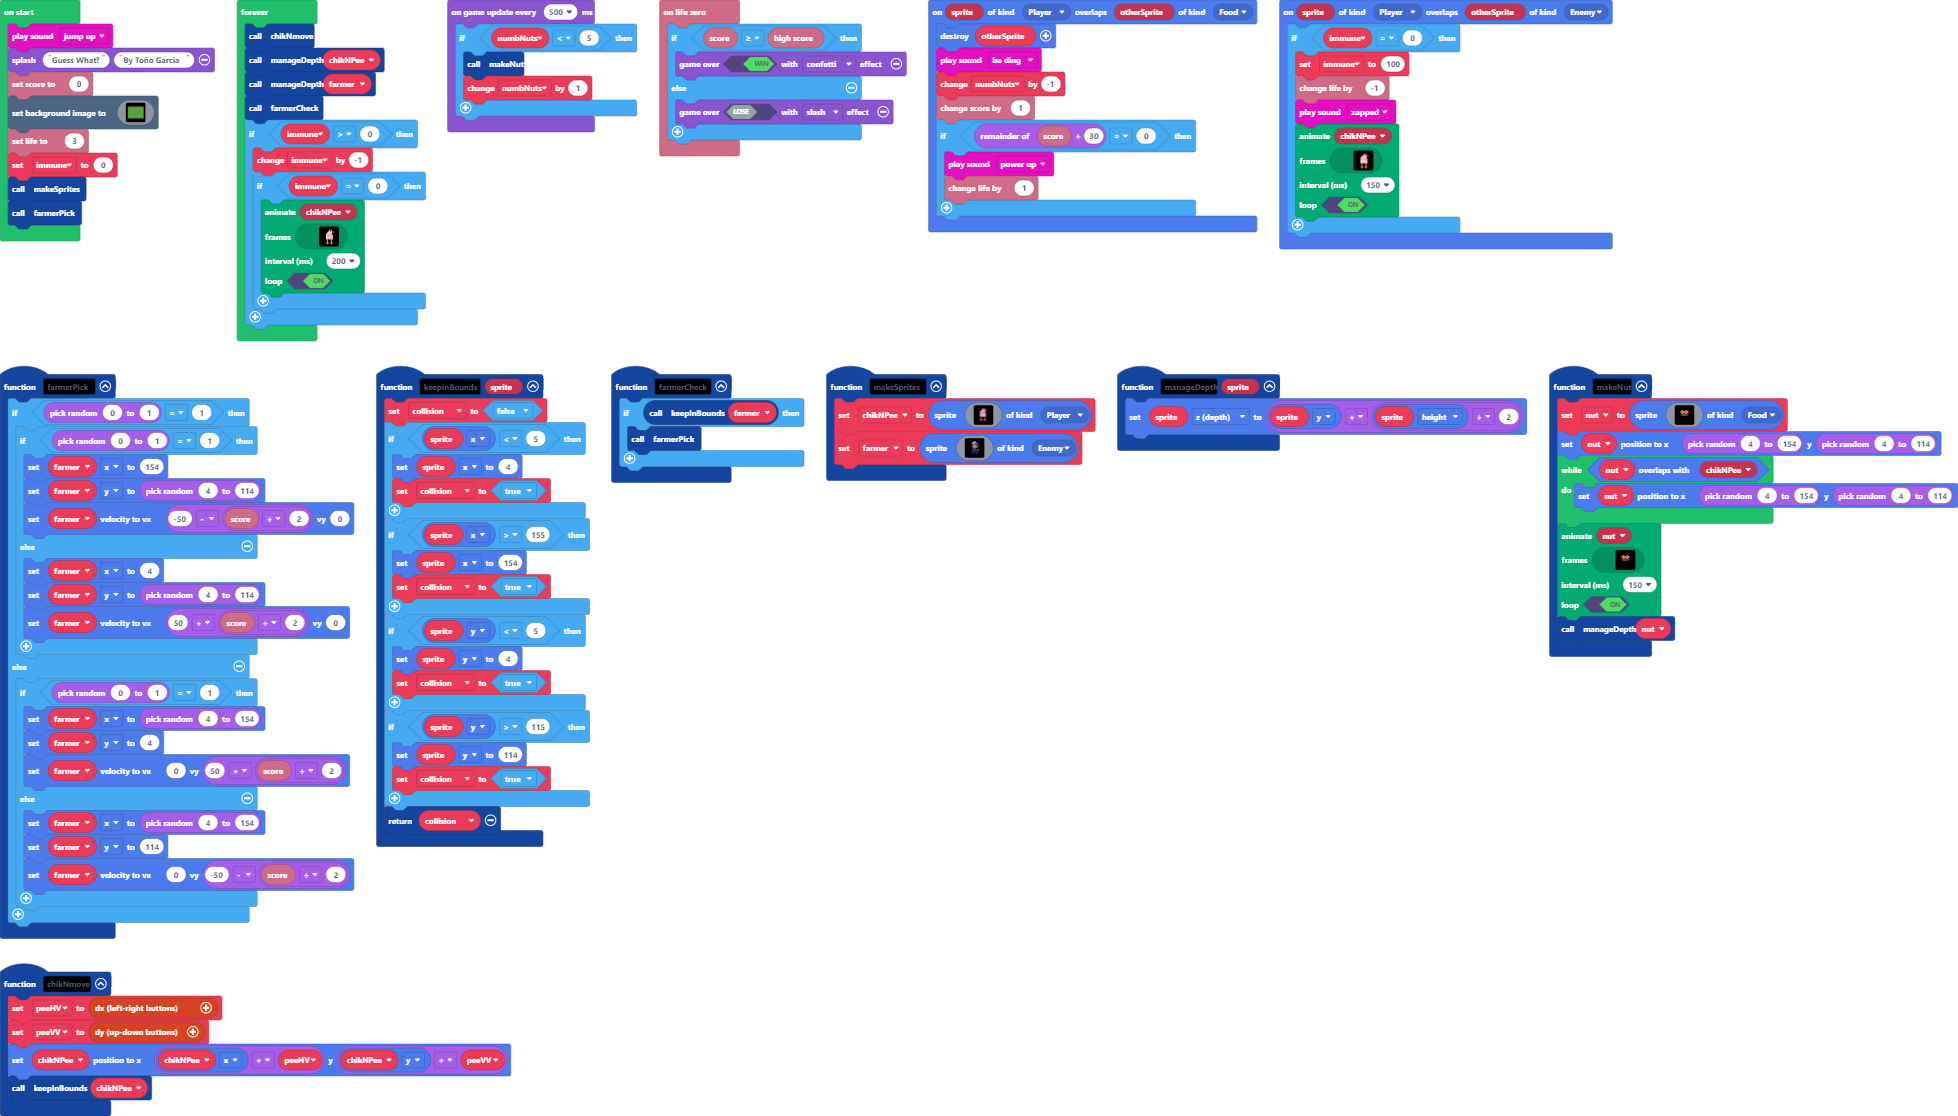 on start
play sound jump up
splash "Guess What?" "By Toño Garcia"
set score to 0
set background image to
set life to 3
set immune to 0
call makeSprites
call farmerPick
forever
call chikNmove
call manageDepth chikNPee
call manageDepth farmer
call farmerCheck
if immune > 0 then
change immune by -1
if immune = 0 then
animate chikNPee
frames
interval (ms) 200
loop ON
on game update every 500 ms
if numbNuts < 5 then
call makeNut
change numbNuts by 1
on life zero
if score ≥ high score then
game over WIN with confetti effect
else
game over LOSE with slash effect
on sprite of kind Player overlaps otherSprite of kind Food
destroy otherSprite
play sound ba ding
change numbNuts by -1
change score by 1
if remainder of score ÷ 30 = 0 then
play sound power up
change life by 1
on sprite of kind Player overlaps otherSprite of kind Enemy
if immune = 0 then
set immune to 100
change life by -1
play sound zapped
animate chikNPee
frames
interval (ms) 150
loop ON
function farmerPick
if pick random 0 to 1 = 1 then
if pick random 0 to 1 = 1 then
set farmer x to 154
set farmer y to pick random 4 to 114
set farmer velocity to vx -50 - score ÷ 2 vy 0
else
set farmer x to 4
set farmer y to pick random 4 to 114
set farmer velocity to vx 50 + score ÷ 2 vy 0
else
if pick random 0 to 1 = 1 then
set farmer x to pick random 4 to 154
set farmer y to 4
set farmer velocity to vx 0 vy 50 + score ÷ 2
else
set farmer x to pick random 4 to 154
set farmer y to 114
set farmer velocity to vx 0 vy -50 - score ÷ 2
function keepInBounds sprite
set collision to false
if sprite x < 5 then
set sprite x to 4
set collision to true
if sprite x > 155 then
set sprite x to 154
set collision to true
if sprite y < 5 then
set sprite y to 4
set collision to true
if sprite y > 115 then
set sprite y to 114
set collision to true
return collision
function farmerCheck
if call keepInBounds farmer then
call farmerPick
function makeSprites
set chikNPee to sprite of kind Player
set farmer to sprite of kind Enemy
function manageDepth sprite
set sprite z (depth) to sprite y + sprite height ÷ 2
function makeNut
set nut to sprite of kind Food
set nut position to x pick random 4 to 154 y pick random 4 to 114
while nut overlaps with chikNPee
do set nut position to x pick random 4 to 154 y pick random 4 to 114
animate nut
frames
interval (ms) 150
loop ON
call manageDepth nut
function chikNmove
set peeHV to dx (left-right buttons)
set peeVV to dy (up-down buttons)
set chikNPee position to x chikNPee x + peeHV y chikNPee y + peeVV
call keepInBounds chikNPee